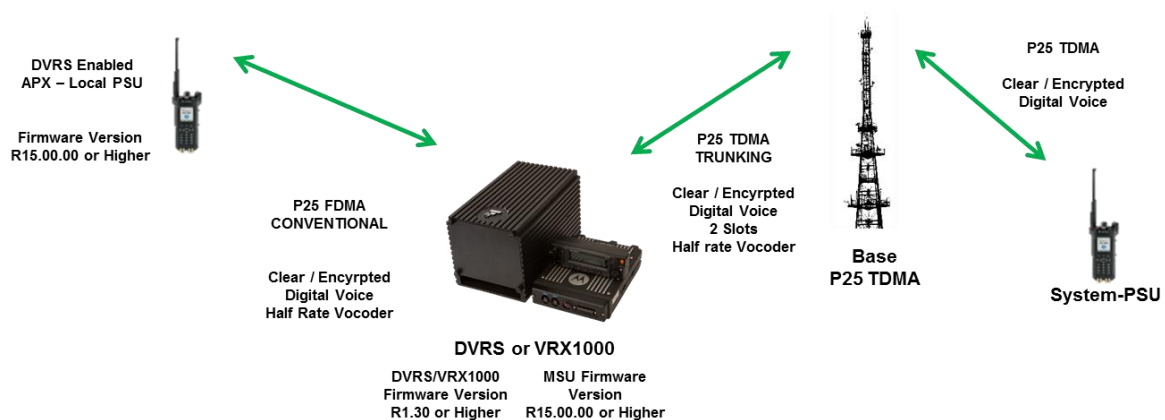 DVRS Enabled
APX – Local PSU
Firmware Version
R15.00.00 or Higher
P25 FDMA
CONVENTIONAL
Clear / Encyrpted
Digital Voice
Half Rate Vocoder
DVRS or VRX1000
DVRS/VRX1000
Firmware Version
R1.30 or Higher
MSU Firmware
Version
R15.00.00 or Higher
P25 TDMA
TRUNKING
Clear / Encyrpted
Digital Voice
2 Slots
Half rate Vocoder
Base
P25 TDMA
P25 TDMA
Clear / Encrypted
Digital Voice
System-PSU